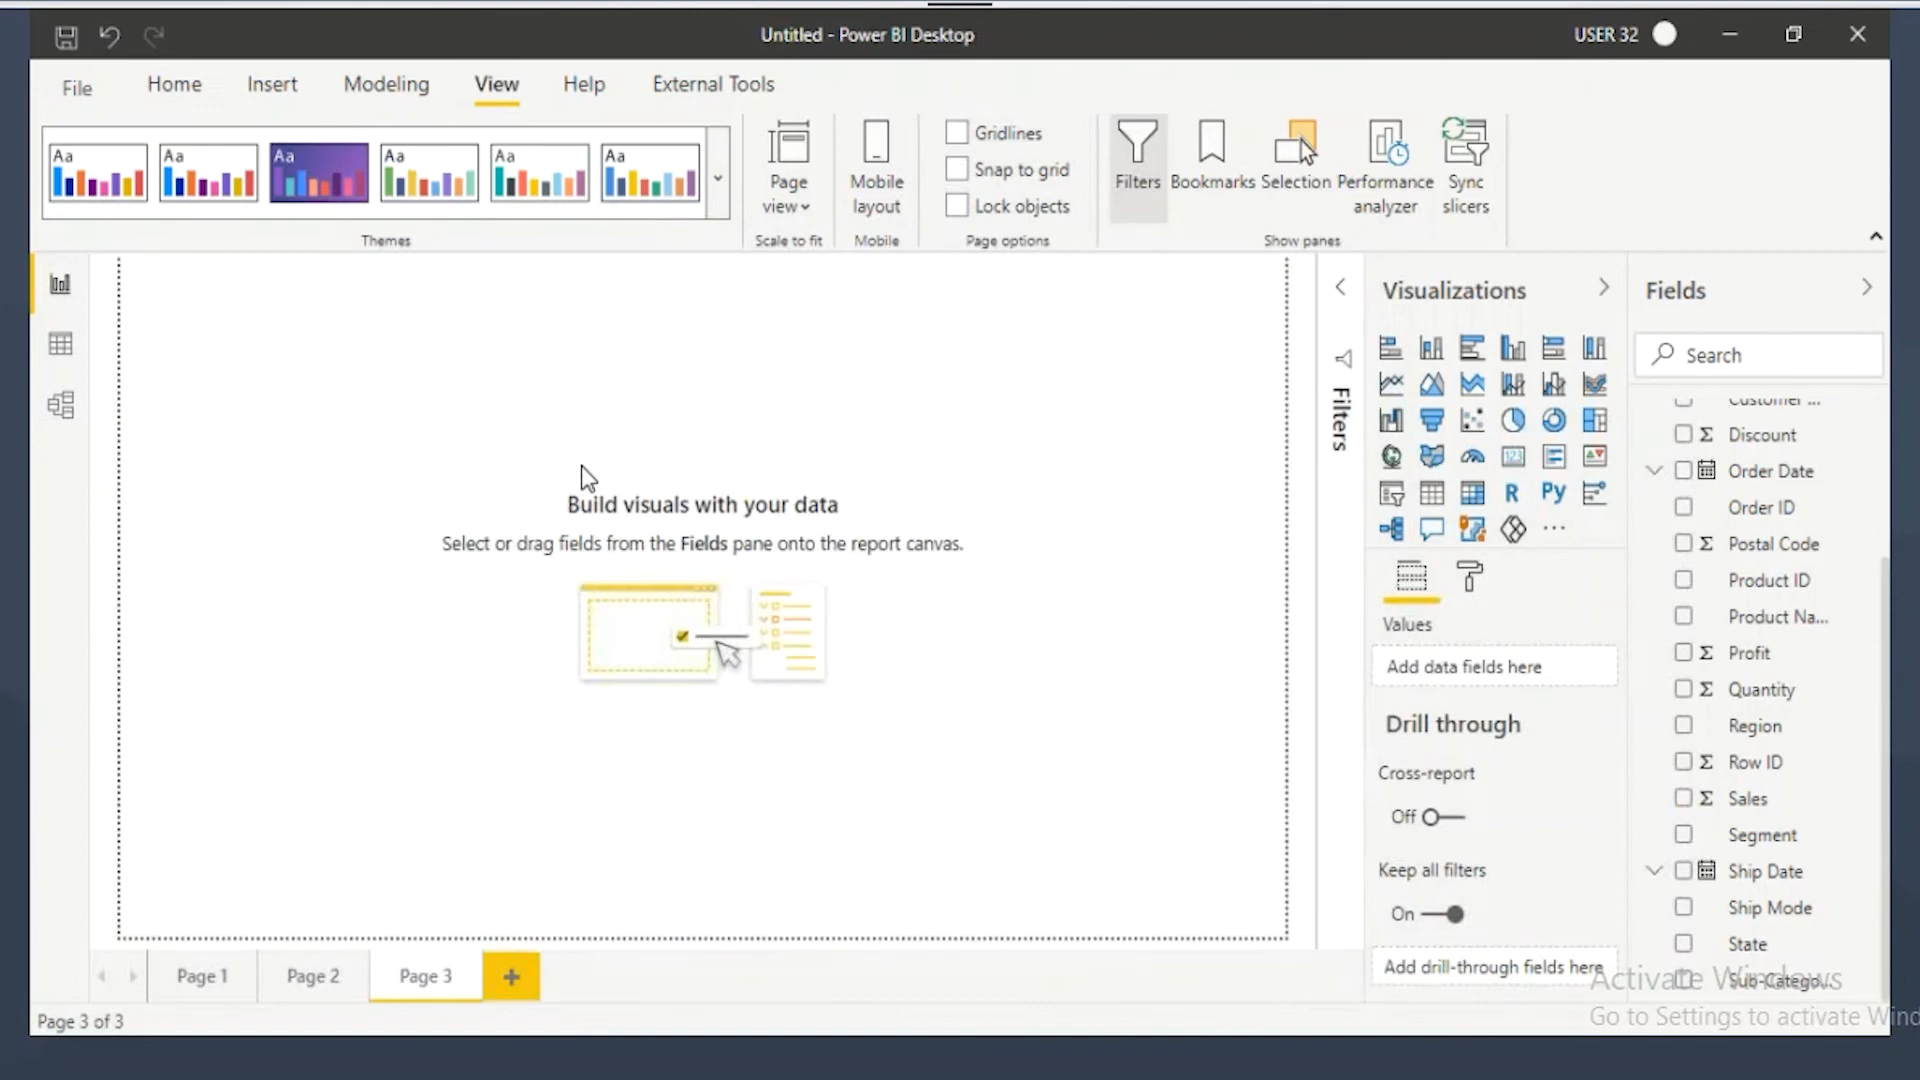 Untitled - Power BI Desktop
USER 32
File Home Insert Modeling View Help External Tools
Aa Aa Aa Aa Aa Aa
Page view
Mobile layout
Gridlines
Snap to grid
Lock objects
Filters
Bookmarks
Selection
Performance analyzer
Sync slicers
Themes
Scale to fit
Mobile
Page options
Show panes
Build visuals with your data
Select or drag fields from the Fields pane onto the report canvas.
Filters
Visualizations
123
R
Py
...
Values
Add data fields here
Drill through
Cross-report
Off
Keep all filters
On
Add drill-through fields here
Fields
Search
Customer ...
Σ Discount
Order Date
Order ID
Σ Postal Code
Product ID
Product Na...
Σ Profit
Σ Quantity
Region
Σ Row ID
Σ Sales
Segment
Ship Date
Ship Mode
State
Sub-Catego...
Activate Windows
Go to Settings to activate Wind
Page 1
Page 2
Page 3
+
Page 3 of 3